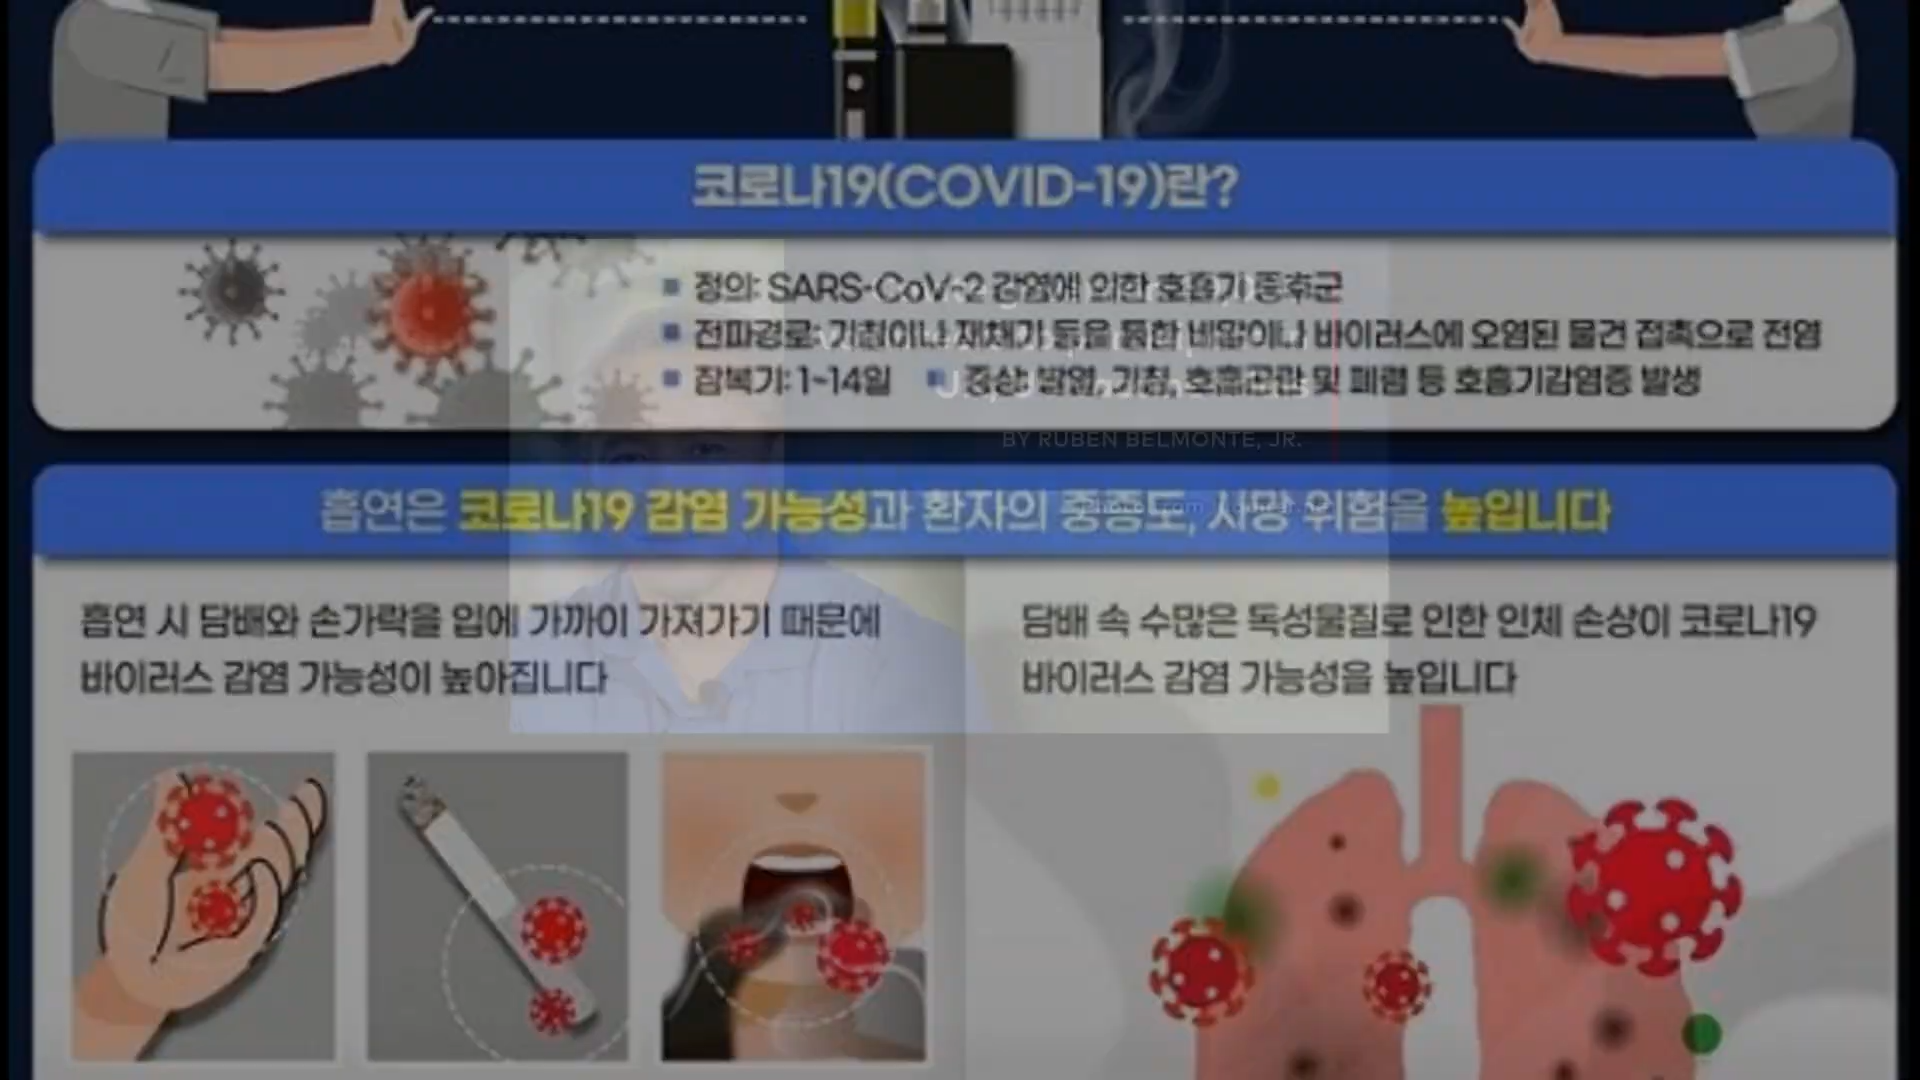 코로나19(COVID-19)란?
정의: SARS-CoV-2 감염에 의한 호흡기 증후군
전파경로: 기침이나 재채기 등을 통한 비말이나 바이러스에 오염된 물건 접촉으로 전염
잠복기: 1~14일 증상: 발열, 기침, 호흡곤란 및 폐렴 등 호흡기감염증 발생
BY RUBEN BELMONTE, JR.
흡연은 코로나19 감염 가능성과 환자의 중증도, 사망 위험을 높입니다
흡연 시 담배와 손가락을 입에 가까이 가져가기 때문에
바이러스 감염 가능성이 높아집니다
담배 속 수많은 독성물질로 인한 인체 손상이 코로나19
바이러스 감염 가능성을 높입니다